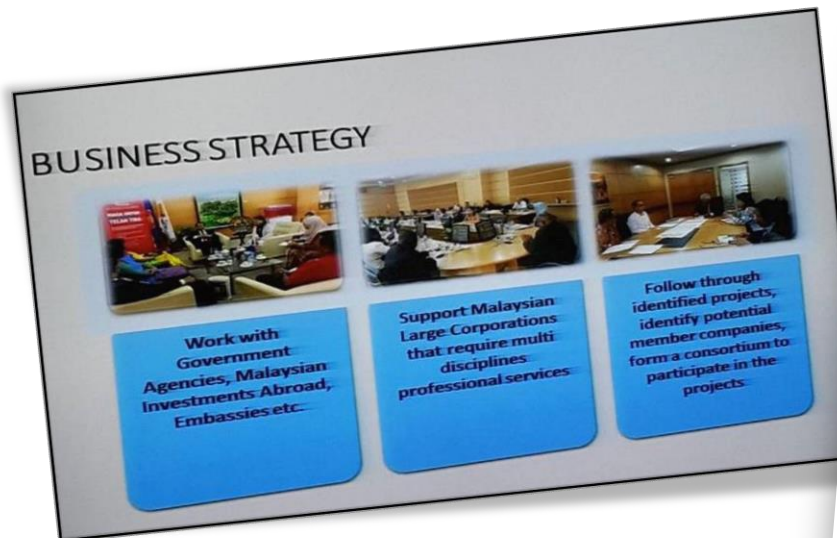 BUSINESS STRATEGY
Work with
Government
Agencies, Malaysian
Investments Abroad,
Embassies etc.
Support Malaysian
Large Corporations
that require multi
disciplines
professional services
Follow through
identified projects,
identify potential
member companies,
form a consortium to
participate in the
projects